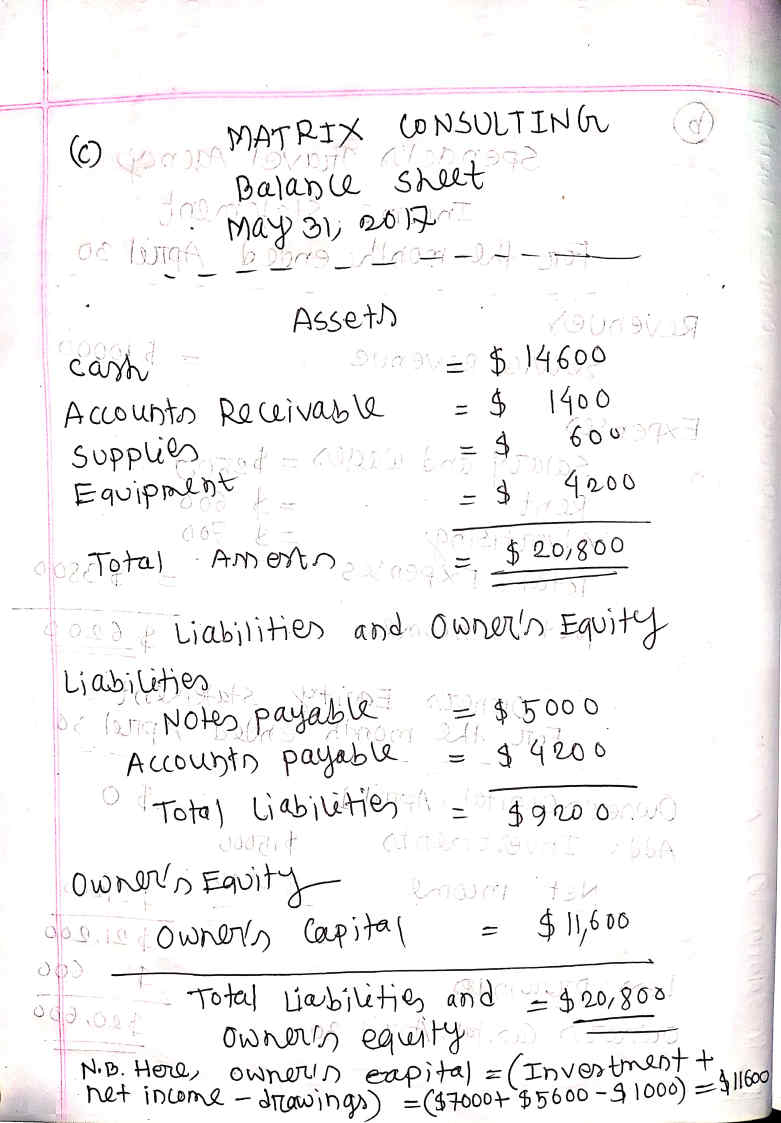 (c)
MATRIX CONSULTING
Balance sheet
May 31, 2017
Assets
cash = $ 14600
Accounts Receivable = $ 1400
Supplies = $ 600
Equipment = $ 4200
Total Assets = $ 20,800
Liabilities and Owner's Equity
Liabilities
Notes payable = $ 5000
Accounts payable = $ 4200
Total Liabilities = $ 9200
Owner's Equity
Owner's Capital = $ 11,600
Total Liabilities and = $ 20,800
Owner's equity
N.B. Here, owner's capital = (Investment +
net income - drawings) = ($7000 + $5600 - $1000) = $11600